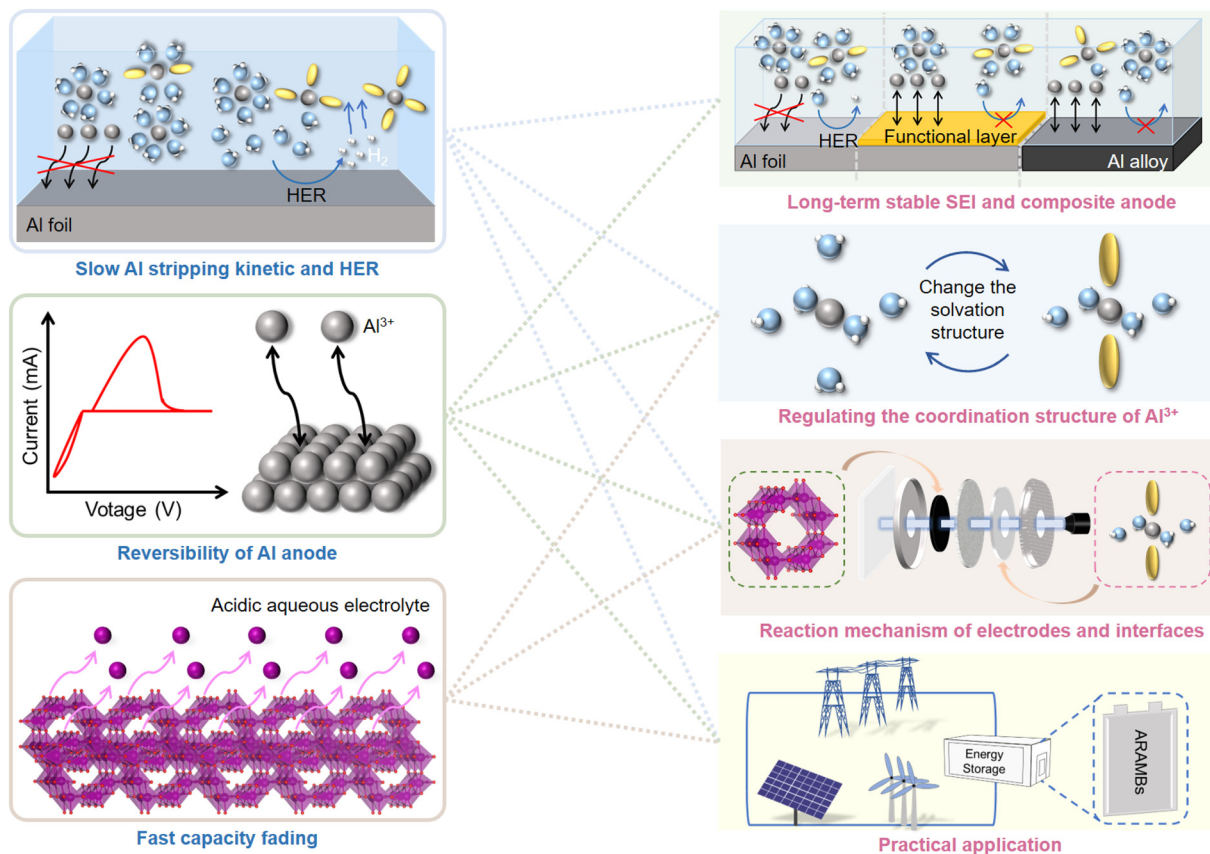 H₂
HER
Al foil
Slow Al stripping kinetic and HER
Current (mA)
Votage (V)
Al³⁺
Reversibility of Al anode
Acidic aqueous electrolyte
Fast capacity fading
HER
Functional layer
Al foil
Al alloy
Long-term stable SEI and composite anode
Change the
solvation
structure
Regulating the coordination structure of Al³⁺
Reaction mechanism of electrodes and interfaces
Energy
Storage
ARAMBs
Practical application